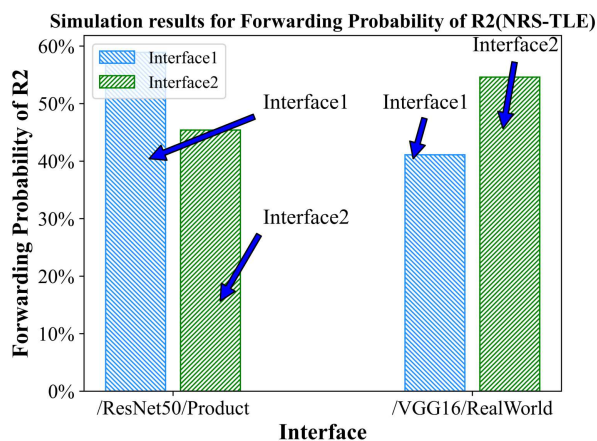 Simulation results for Forwarding Probability of R2(NRS-TLE)
Forwarding Probability of R2
60%
50%
40%
30%
20%
10%
0%
Interface1
Interface2
Interface1
Interface2
Interface1
Interface2
/ResNet50/Product
/VGG16/RealWorld
Interface